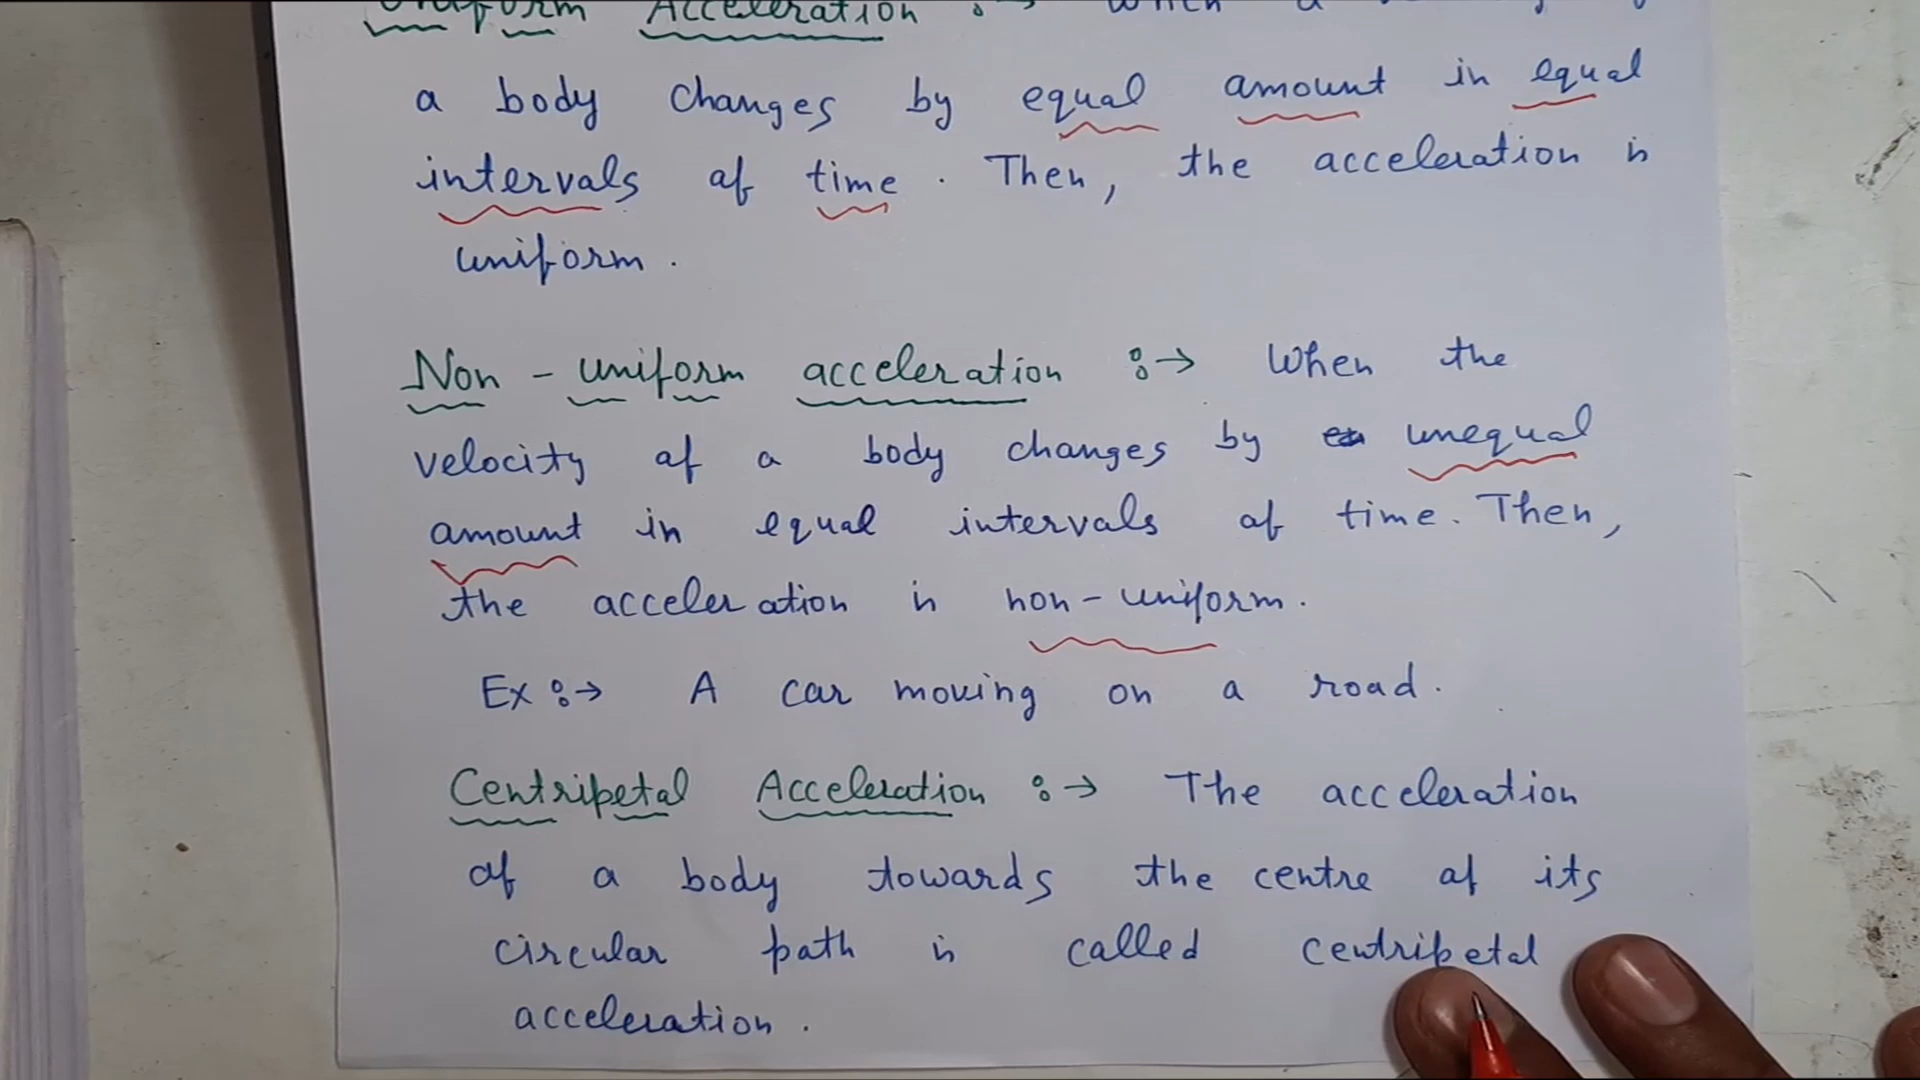 Uniform Acceleration :→ When a
a body changes by equal amount in equal
intervals of time. Then, the acceleration is
uniform.
Non-uniform acceleration :→ When the
velocity of a body changes by unequal
amount in equal intervals of time. Then,
the acceleration is non-uniform.
Ex :→ A car moving on a road.
Centripetal Acceleration :→ The acceleration
of a body towards the centre of its
circular path is called centripetal
acceleration.